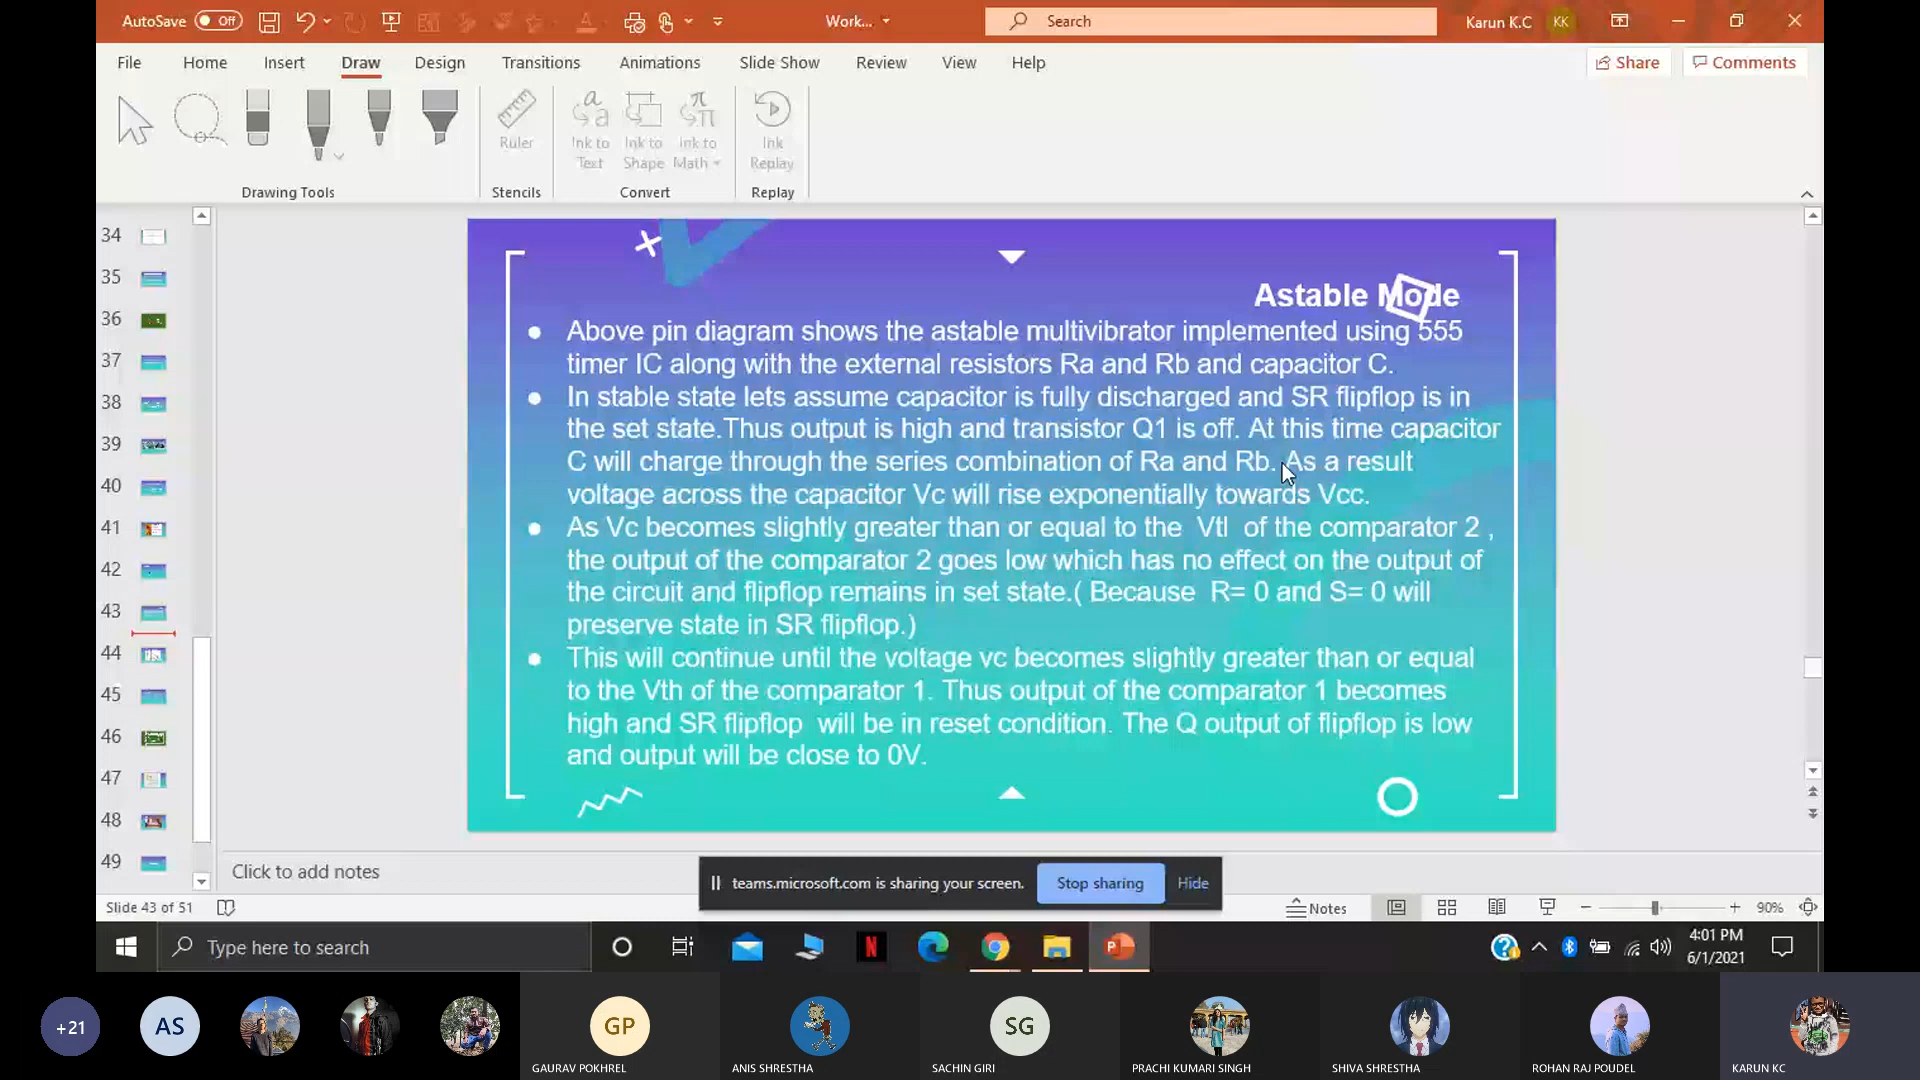 AutoSave Off
Work...
Search
Karun K.C KK
File Home Insert Draw Design Transitions Animations Slide Show Review View Help
Share Comments
Ruler
Ink to Text
Ink to Shape
Ink to Math
Ink Replay
Drawing Tools Stencils Convert Replay
34
35
36
37
38
39
40
41
42
43
44
45
46
47
48
49
Astable Mode
● Above pin diagram shows the astable multivibrator implemented using 555
timer IC along with the external resistors Ra and Rb and capacitor C.
● In stable state lets assume capacitor is fully discharged and SR flipflop is in
the set state.Thus output is high and transistor Q1 is off. At this time capacitor
C will charge through the series combination of Ra and Rb. As a result
voltage across the capacitor Vc will rise exponentially towards Vcc.
● As Vc becomes slightly greater than or equal to the Vtl of the comparator 2 ,
the output of the comparator 2 goes low which has no effect on the output of
the circuit and flipflop remains in set state.( Because R= 0 and S= 0 will
preserve state in SR flipflop.)
● This will continue until the voltage vc becomes slightly greater than or equal
to the Vth of the comparator 1. Thus output of the comparator 1 becomes
high and SR flipflop will be in reset condition. The Q output of flipflop is low
and output will be close to 0V.
Click to add notes
teams.microsoft.com is sharing your screen. Stop sharing Hide
Slide 43 of 51
Notes
90%
Type here to search
4:01 PM
6/1/2021
+21
AS
GP
SG
GAURAV POKHREL
ANIS SHRESTHA
SACHIN GIRI
PRACHI KUMARI SINGH
SHIVA SHRESTHA
ROHAN RAJ POUDEL
KARUN KC